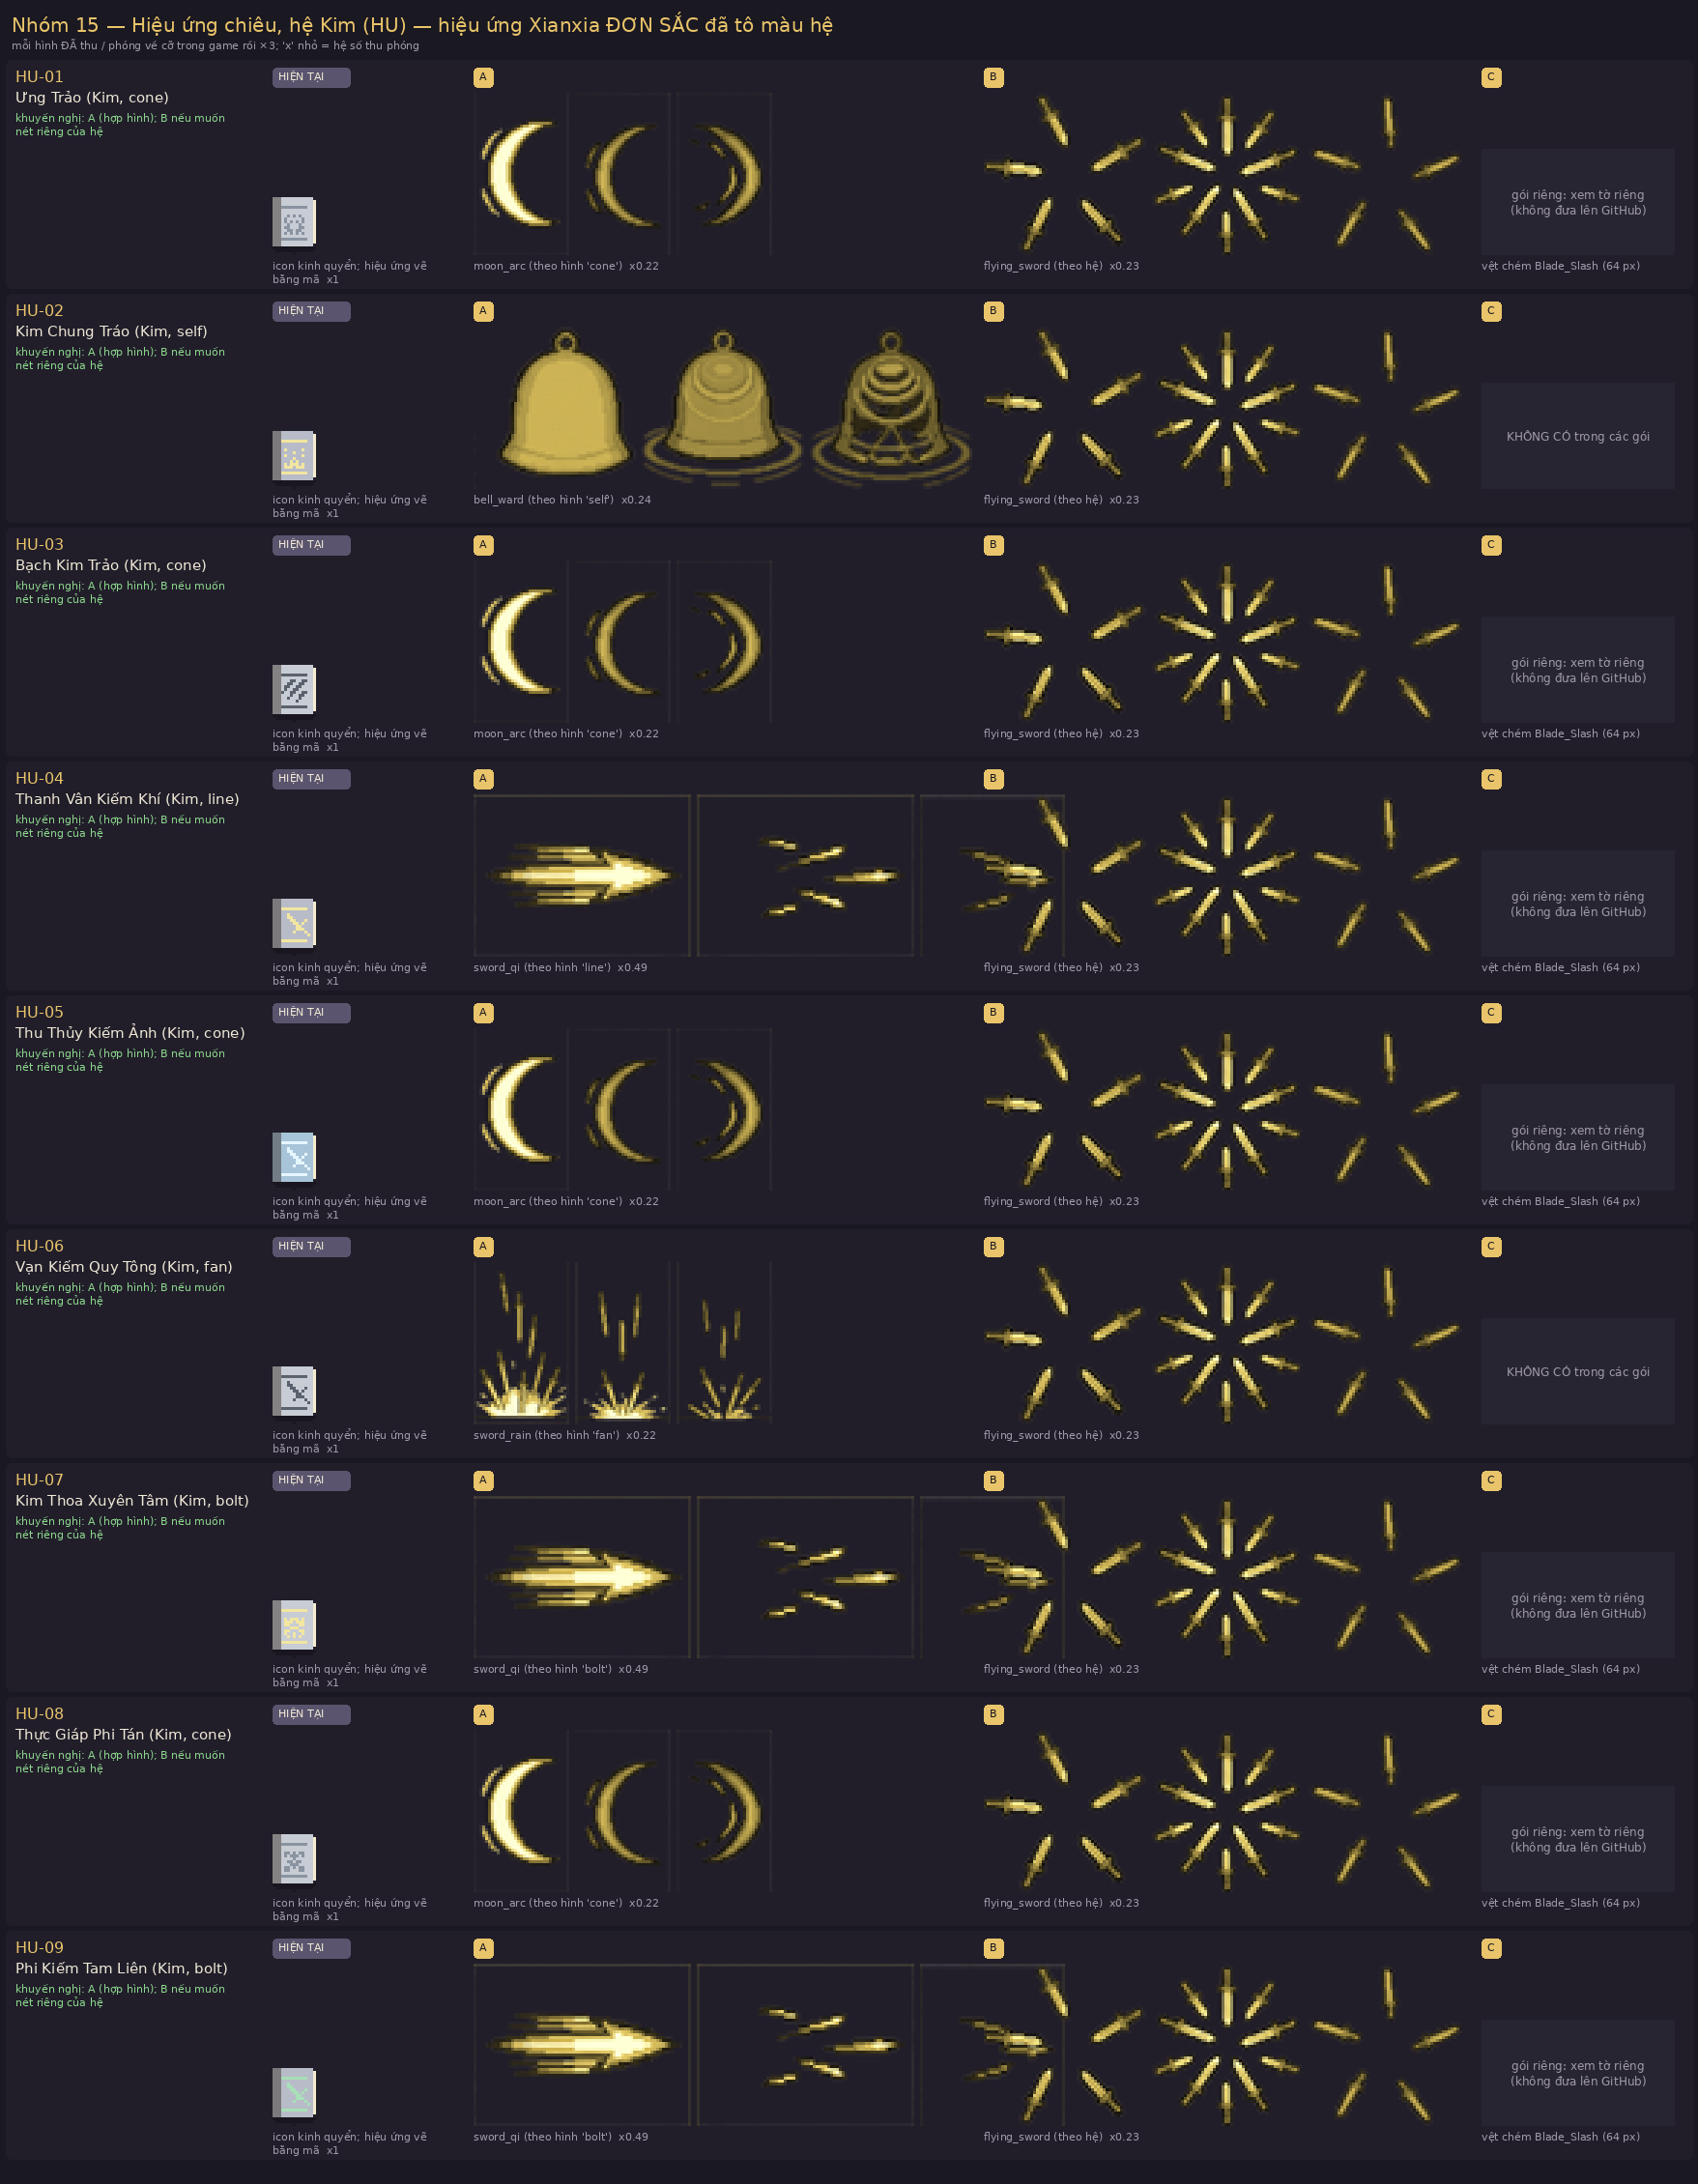 Nhóm 15 — Hiệu ứng chiêu, hệ Kim (HU) — hiệu ứng Xianxia ĐƠN SẮC đã tô màu hệ
mỗi hình ĐÃ thu / phóng về cỡ trong game rồi ×3; 'x' nhỏ = hệ số thu phóng
HU-01
Ưng Trảo (Kim, cone)
khuyến nghị: A (hợp hình); B nếu muốn
nét riêng của hệ
HIỆN TẠI
icon kinh quyển; hiệu ứng vẽ
bằng mã x1
A
moon_arc (theo hình 'cone') x0.22
B
flying_sword (theo hệ) x0.23
C
gói riêng: xem tờ riêng
(không đưa lên GitHub)
vệt chém Blade_Slash (64 px)
HU-02
Kim Chung Tráo (Kim, self)
khuyến nghị: A (hợp hình); B nếu muốn
nét riêng của hệ
HIỆN TẠI
icon kinh quyển; hiệu ứng vẽ
bằng mã x1
A
bell_ward (theo hình 'self') x0.24
B
flying_sword (theo hệ) x0.23
C
KHÔNG CÓ trong các gói
HU-03
Bạch Kim Trảo (Kim, cone)
khuyến nghị: A (hợp hình); B nếu muốn
nét riêng của hệ
HIỆN TẠI
icon kinh quyển; hiệu ứng vẽ
bằng mã x1
A
moon_arc (theo hình 'cone') x0.22
B
flying_sword (theo hệ) x0.23
C
gói riêng: xem tờ riêng
(không đưa lên GitHub)
vệt chém Blade_Slash (64 px)
HU-04
Thanh Vân Kiếm Khí (Kim, line)
khuyến nghị: A (hợp hình); B nếu muốn
nét riêng của hệ
HIỆN TẠI
icon kinh quyển; hiệu ứng vẽ
bằng mã x1
A
sword_qi (theo hình 'line') x0.49
B
flying_sword (theo hệ) x0.23
C
gói riêng: xem tờ riêng
(không đưa lên GitHub)
vệt chém Blade_Slash (64 px)
HU-05
Thu Thủy Kiếm Ảnh (Kim, cone)
khuyến nghị: A (hợp hình); B nếu muốn
nét riêng của hệ
HIỆN TẠI
icon kinh quyển; hiệu ứng vẽ
bằng mã x1
A
moon_arc (theo hình 'cone') x0.22
B
flying_sword (theo hệ) x0.23
C
gói riêng: xem tờ riêng
(không đưa lên GitHub)
vệt chém Blade_Slash (64 px)
HU-06
Vạn Kiếm Quy Tông (Kim, fan)
khuyến nghị: A (hợp hình); B nếu muốn
nét riêng của hệ
HIỆN TẠI
icon kinh quyển; hiệu ứng vẽ
bằng mã x1
A
sword_rain (theo hình 'fan') x0.22
B
flying_sword (theo hệ) x0.23
C
KHÔNG CÓ trong các gói
HU-07
Kim Thoa Xuyên Tâm (Kim, bolt)
khuyến nghị: A (hợp hình); B nếu muốn
nét riêng của hệ
HIỆN TẠI
icon kinh quyển; hiệu ứng vẽ
bằng mã x1
A
sword_qi (theo hình 'bolt') x0.49
B
flying_sword (theo hệ) x0.23
C
gói riêng: xem tờ riêng
(không đưa lên GitHub)
vệt chém Blade_Slash (64 px)
HU-08
Thực Giáp Phi Tán (Kim, cone)
khuyến nghị: A (hợp hình); B nếu muốn
nét riêng của hệ
HIỆN TẠI
icon kinh quyển; hiệu ứng vẽ
bằng mã x1
A
moon_arc (theo hình 'cone') x0.22
B
flying_sword (theo hệ) x0.23
C
gói riêng: xem tờ riêng
(không đưa lên GitHub)
vệt chém Blade_Slash (64 px)
HU-09
Phi Kiếm Tam Liên (Kim, bolt)
khuyến nghị: A (hợp hình); B nếu muốn
nét riêng của hệ
HIỆN TẠI
icon kinh quyển; hiệu ứng vẽ
bằng mã x1
A
sword_qi (theo hình 'bolt') x0.49
B
flying_sword (theo hệ) x0.23
C
gói riêng: xem tờ riêng
(không đưa lên GitHub)
vệt chém Blade_Slash (64 px)